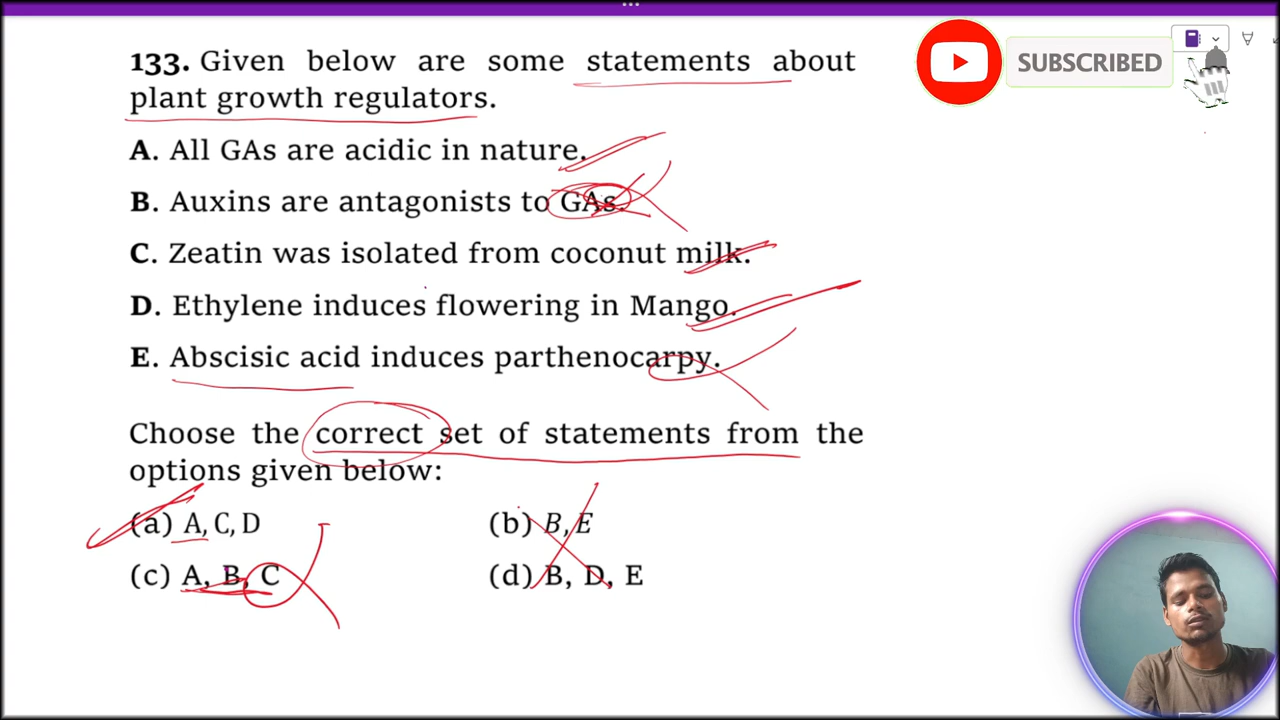 SUBSCRIBED
133. Given below are some statements about
plant growth regulators.
A. All GAs are acidic in nature.
B. Auxins are antagonists to GAs.
C. Zeatin was isolated from coconut milk.
D. Ethylene induces flowering in Mango.
E. Abscisic acid induces parthenocarpy.
Choose the correct set of statements from the
options given below:
(a) A, C, D (b) B, E
(c) A, B, C (d) B, D, E